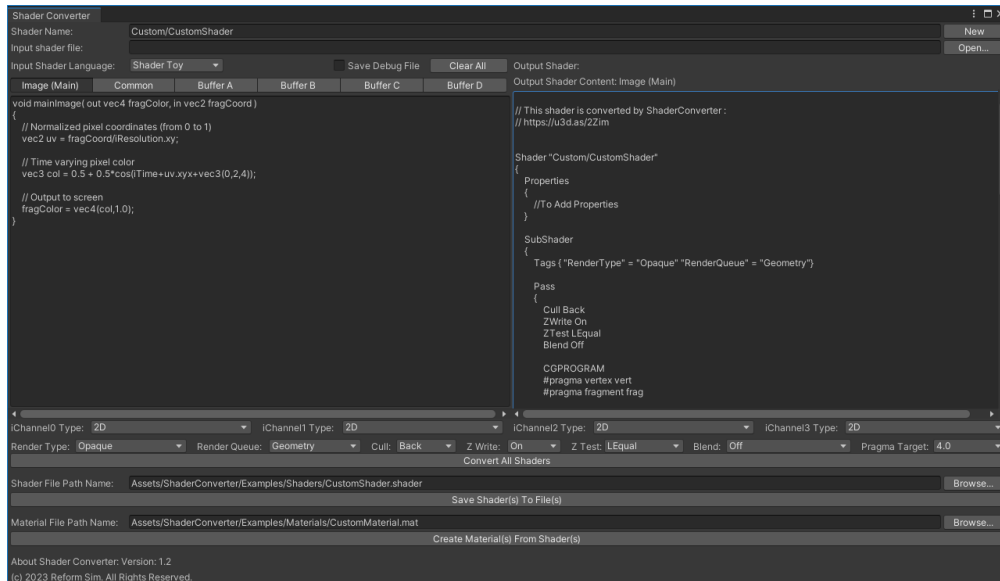 Shader Converter
Shader Name: Custom/CustomShader New
Input shader file: Open...
Input Shader Language: Shader Toy Save Debug File Clear All Output Shader:
Image (Main) Common Buffer A Buffer B Buffer C Buffer D Output Shader Content: Image (Main)
void mainImage( out vec4 fragColor, in vec2 fragCoord )
{
// Normalized pixel coordinates (from 0 to 1)
vec2 uv = fragCoord/iResolution.xy;
// Time varying pixel color
vec3 col = 0.5 + 0.5*cos(iTime+uv.xyx+vec3(0,2,4));
// Output to screen
fragColor = vec4(col,1.0);
}
// This shader is converted by ShaderConverter :
// https://u3d.as/2Zim
Shader "Custom/CustomShader"
{
Properties
{
//To Add Properties
}
SubShader
{
Tags { "RenderType" = "Opaque" "RenderQueue" = "Geometry"}
Pass
{
Cull Back
ZWrite On
ZTest LEqual
Blend Off
CGPROGRAM
#pragma vertex vert
#pragma fragment frag
iChannel0 Type: 2D iChannel1 Type: 2D iChannel2 Type: 2D iChannel3 Type: 2D
Render Type: Opaque Render Queue: Geometry Cull: Back Z Write: On Z Test: LEqual Blend: Off Pragma Target: 4.0
Convert All Shaders
Shader File Path Name: Assets/ShaderConverter/Examples/Shaders/CustomShader.shader Browse...
Save Shader(s) To File(s)
Material File Path Name: Assets/ShaderConverter/Examples/Materials/CustomMaterial.mat Browse...
Create Material(s) From Shader(s)
About Shader Converter: Version: 1.2
(c) 2023 Reform Sim. All Rights Reserved.